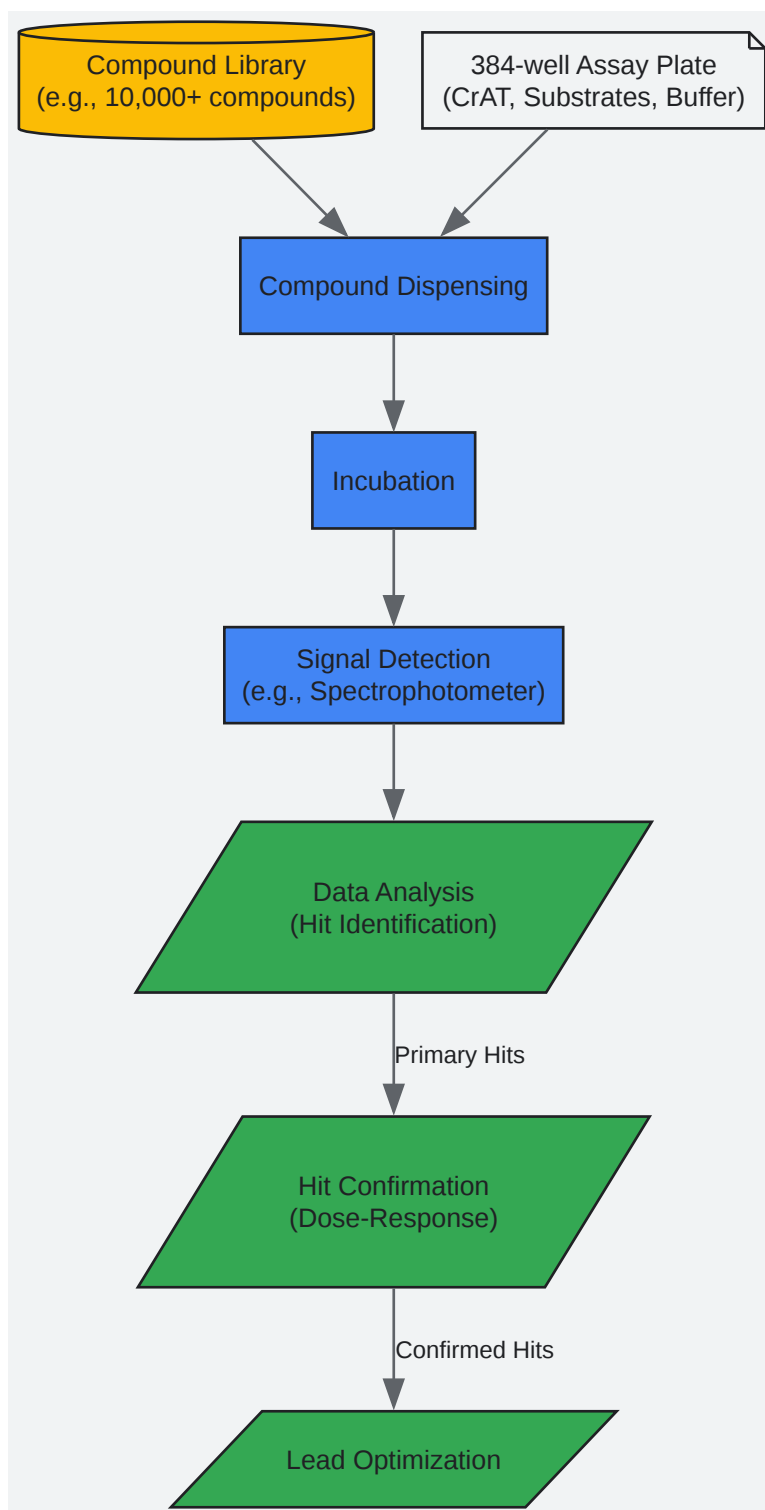 Compound Library
(e.g., 10,000+ compounds)
384-well Assay Plate
(CrAT, Substrates, Buffer)
Compound Dispensing
Incubation
Signal Detection
(e.g., Spectrophotometer)
Data Analysis
(Hit Identification)
Primary Hits
Hit Confirmation
(Dose-Response)
Confirmed Hits
Lead Optimization